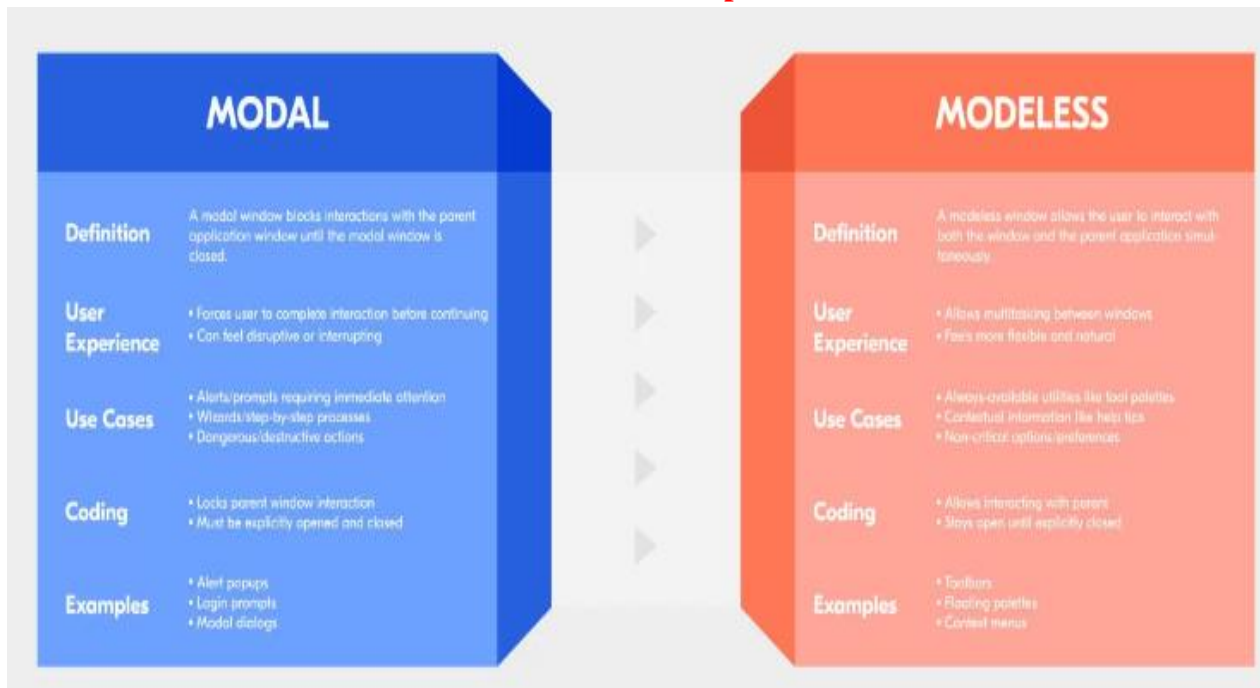 MODAL
Definition
A modal window blocks interactions with the parent
application window until the modal window is
closed.
User
Experience
• Forces user to complete interaction before continuing
• Can feel disruptive or interrupting
Use Cases
• Alerts/prompts requiring immediate attention
• Wizards/step-by-step processes
• Dangerous/destructive actions
Coding
• Locks parent window interaction
• Must be explicitly opened and closed
Examples
• Alert popups
• Login prompts
• Modal dialogs
MODELESS
Definition
A modeless window allows the user to interact with
both the window and the parent application simul-
taneously.
User
Experience
• Allows multitasking between windows
• Feels more flexible and natural
Use Cases
• Always-available utilities like tool palettes
• Contextual information like help tips
• Non-critical options/preferences
Coding
• Allows interacting with parent
• Stays open until explicitly closed
Examples
• Toolbars
• Floating palettes
• Context menus